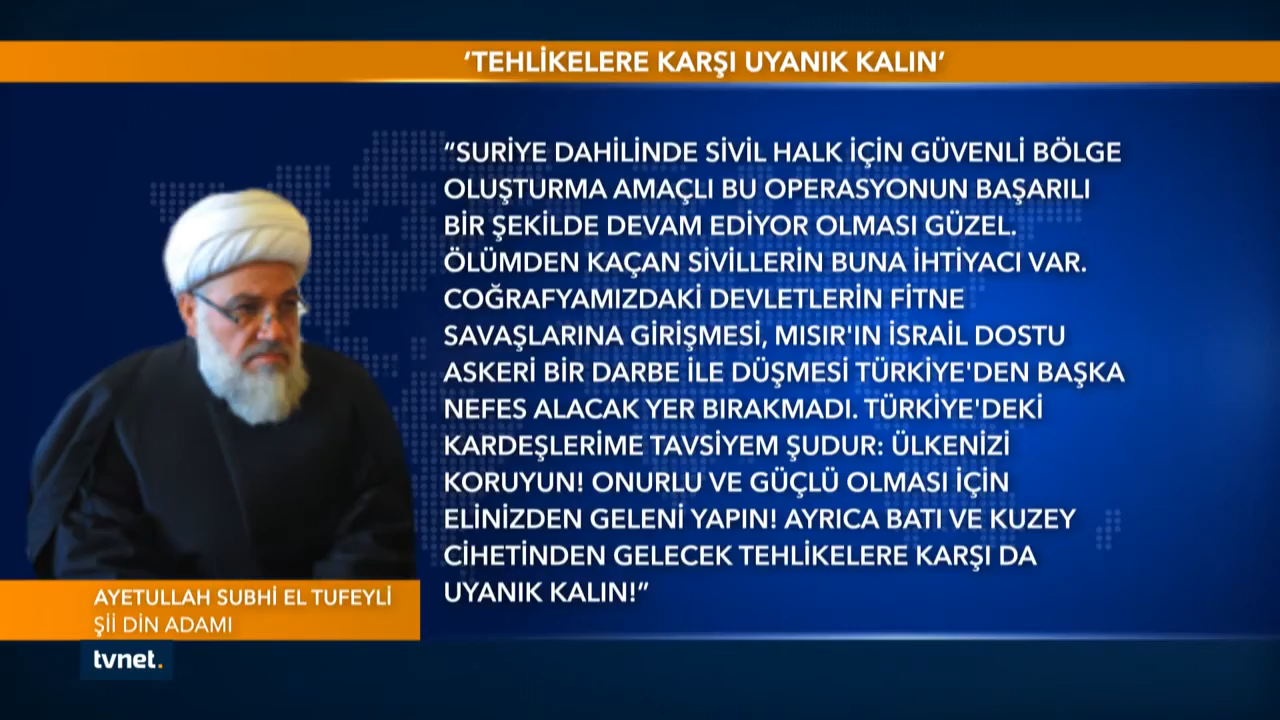 ‘TEHLİKELERE KARŞI UYANIK KALIN’
“SURİYE DAHİLİNDE SİVİL HALK İÇİN GÜVENLİ BÖLGE
OLUŞTURMA AMAÇLI BU OPERASYONUN BAŞARILI
BİR ŞEKİLDE DEVAM EDİYOR OLMASI GÜZEL.
ÖLÜMDEN KAÇAN SİVİLLERİN BUNA İHTİYACI VAR.
COĞRAFYAMIZDAKİ DEVLETLERİN FİTNE
SAVAŞLARINA GİRİŞMESİ, MISIR'IN İSRAİL DOSTU
ASKERİ BİR DARBE İLE DÜŞMESİ TÜRKİYE'DEN BAŞKA
NEFES ALACAK YER BIRAKMADI. TÜRKİYE'DEKİ
KARDEŞLERİME TAVSİYEM ŞUDUR: ÜLKENİZİ
KORUYUN! ONURLU VE GÜÇLÜ OLMASI İÇİN
ELİNİZDEN GELENİ YAPIN! AYRICA BATI VE KUZEY
CİHETİNDEN GELECEK TEHLİKELERE KARŞI DA
UYANIK KALIN!”
AYETULLAH SUBHİ EL TUFEYLİ
Şİİ DİN ADAMI
tvnet.